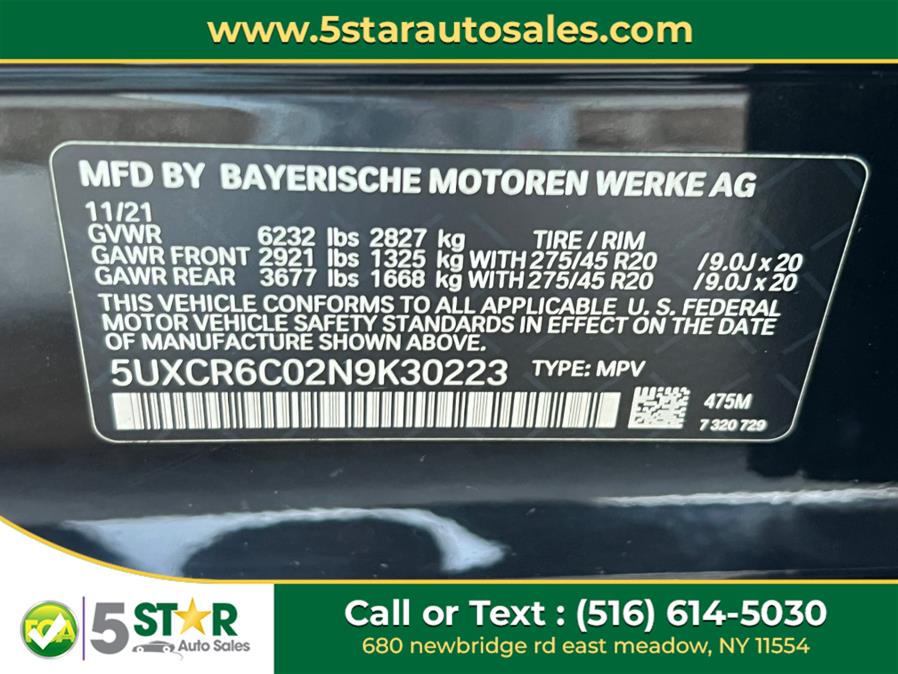 www.5starautosales.com
MFD BY BAYERISCHE MOTOREN WERKE AG
11/21
GVWR 6232 lbs 2827 kg TIRE / RIM
GAWR FRONT 2921 lbs 1325 kg WITH 275/45 R20 /9.0J x 20
GAWR REAR 3677 lbs 1668 kg WITH 275/45 R20 /9.0J x 20
THIS VEHICLE CONFORMS TO ALL APPLICABLE U. S. FEDERAL
MOTOR VEHICLE SAFETY STANDARDS IN EFFECT ON THE DATE
OF MANUFACTURE SHOWN ABOVE.
5UXCR6C02N9K30223 TYPE: MPV
475M
7 320 729
5 STAR
Auto Sales
Call or Text : (516) 614-5030
680 newbridge rd east meadow, NY 11554